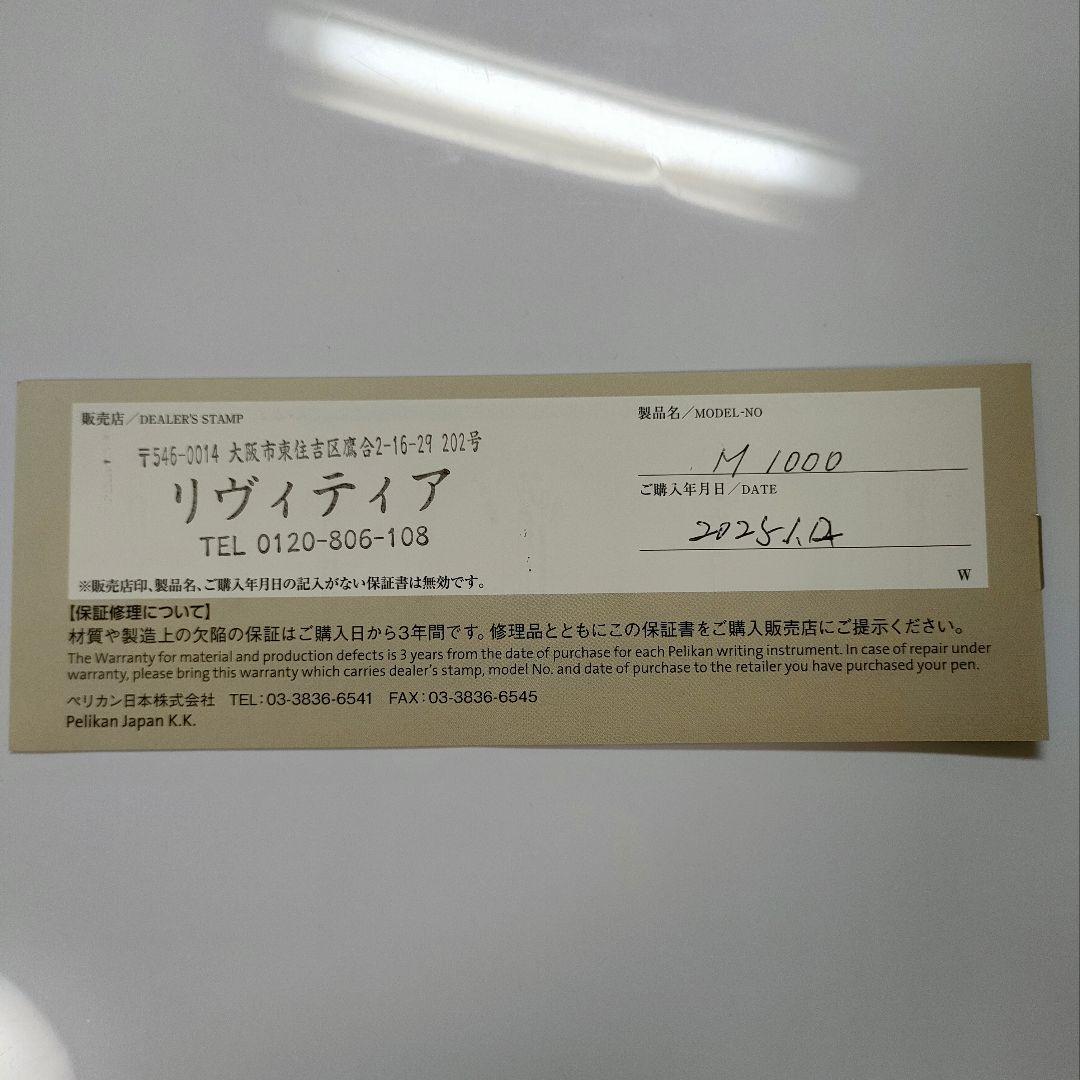 販売店／DEALER'S STAMP
〒546-0014 大阪市東住吉区鷹合2-16-29 202号
リヴィティア
TEL 0120-806-108
※販売店印、製品名、ご購入年月日の記入がない保証書は無効です。
製品名／MODEL-NO
M 1000
ご購入年月日／DATE
2025.1.12
W
【保証修理について】
材質や製造上の欠陥の保証はご購入日から3年間です。修理品とともにこの保証書をご購入販売店にご提示ください。
The Warranty for material and production defects is 3 years from the date of purchase for each Pelikan writing instrument. In case of repair under
warranty, please bring this warranty which carries dealer's stamp, model No. and date of purchase to the retailer you have purchased your pen.
ペリカン日本株式会社 TEL：03-3836-6541 FAX：03-3836-6545
Pelikan Japan K.K.